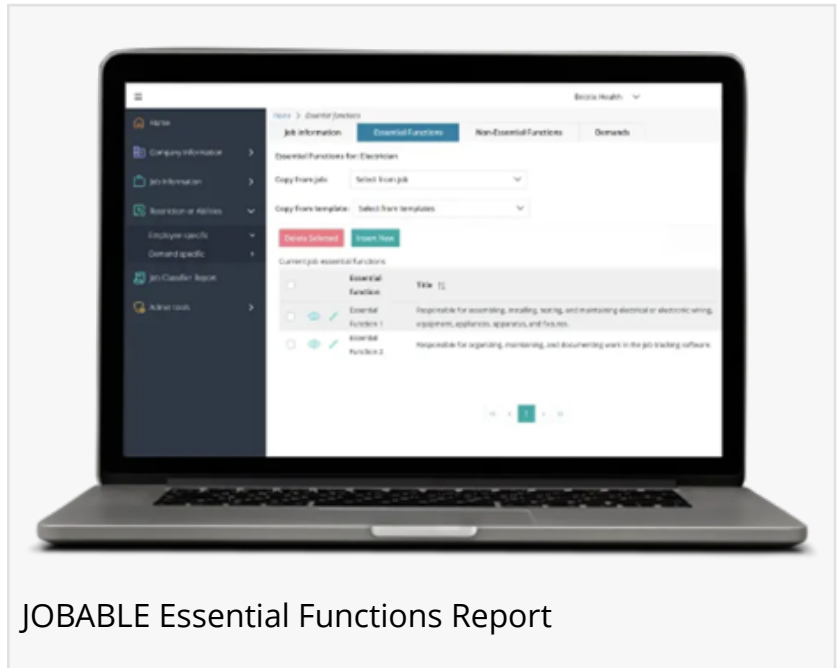 Briotix Health
Home > Essential functions
Home
Job Information
Essential Functions
Non-Essential Functions
Demands
Company Information
Essential Functions for: Electrician
Job Information
Copy from job:
Select from job
Restriction or Abilities
Copy from template:
Select from templates
Employee specific
Delete Selected
Insert New
Demand specific
Current job essential functions
Job Classifier Report
Essential
Function
Title
Admin tools
Essential
Function 1
Responsible for assembling, installing, testing, and maintaining electrical or electronic wiring,
equipment, appliances, apparatus, and fixtures.
Essential
Function 2
Responsible for organizing, maintaining, and documenting work in the job tracking software.
1
JOBABLE Essential Functions Report